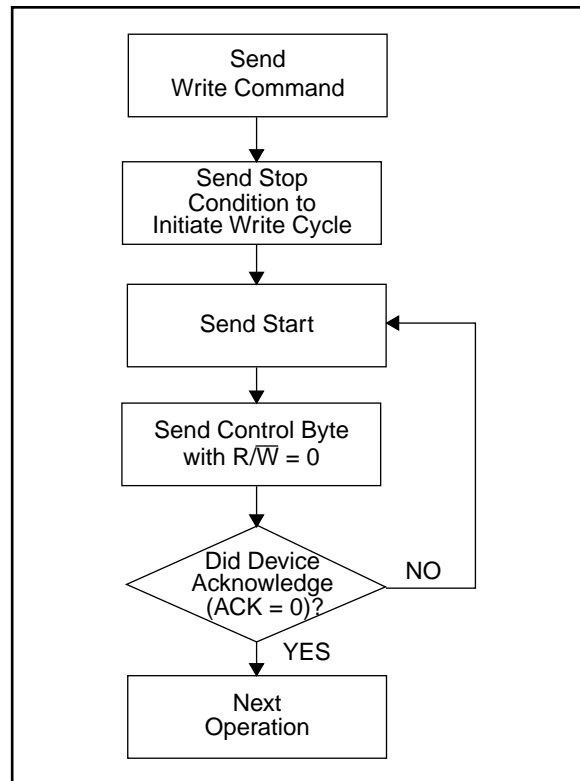 Send
Write Command
Send Stop
Condition to
Initiate Write Cycle
Send Start
Send Control Byte
with R/W̅ = 0
Did Device
Acknowledge
(ACK = 0)?
NO
YES
Next
Operation